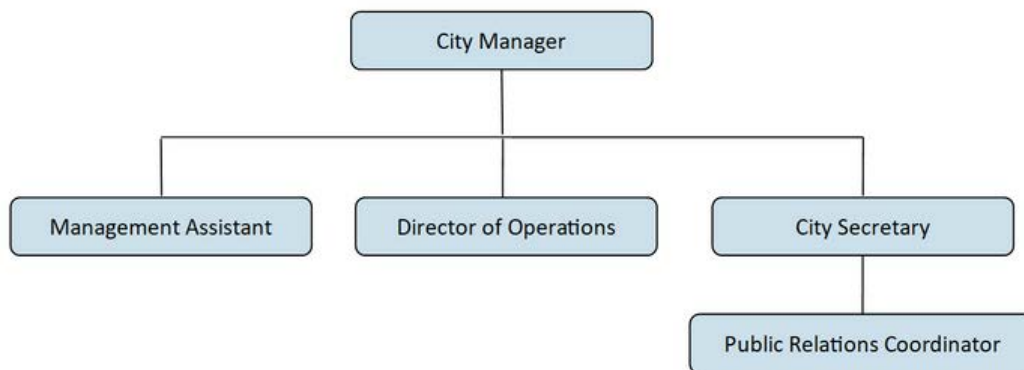 City Manager
Management Assistant
Director of Operations
City Secretary
Public Relations Coordinator